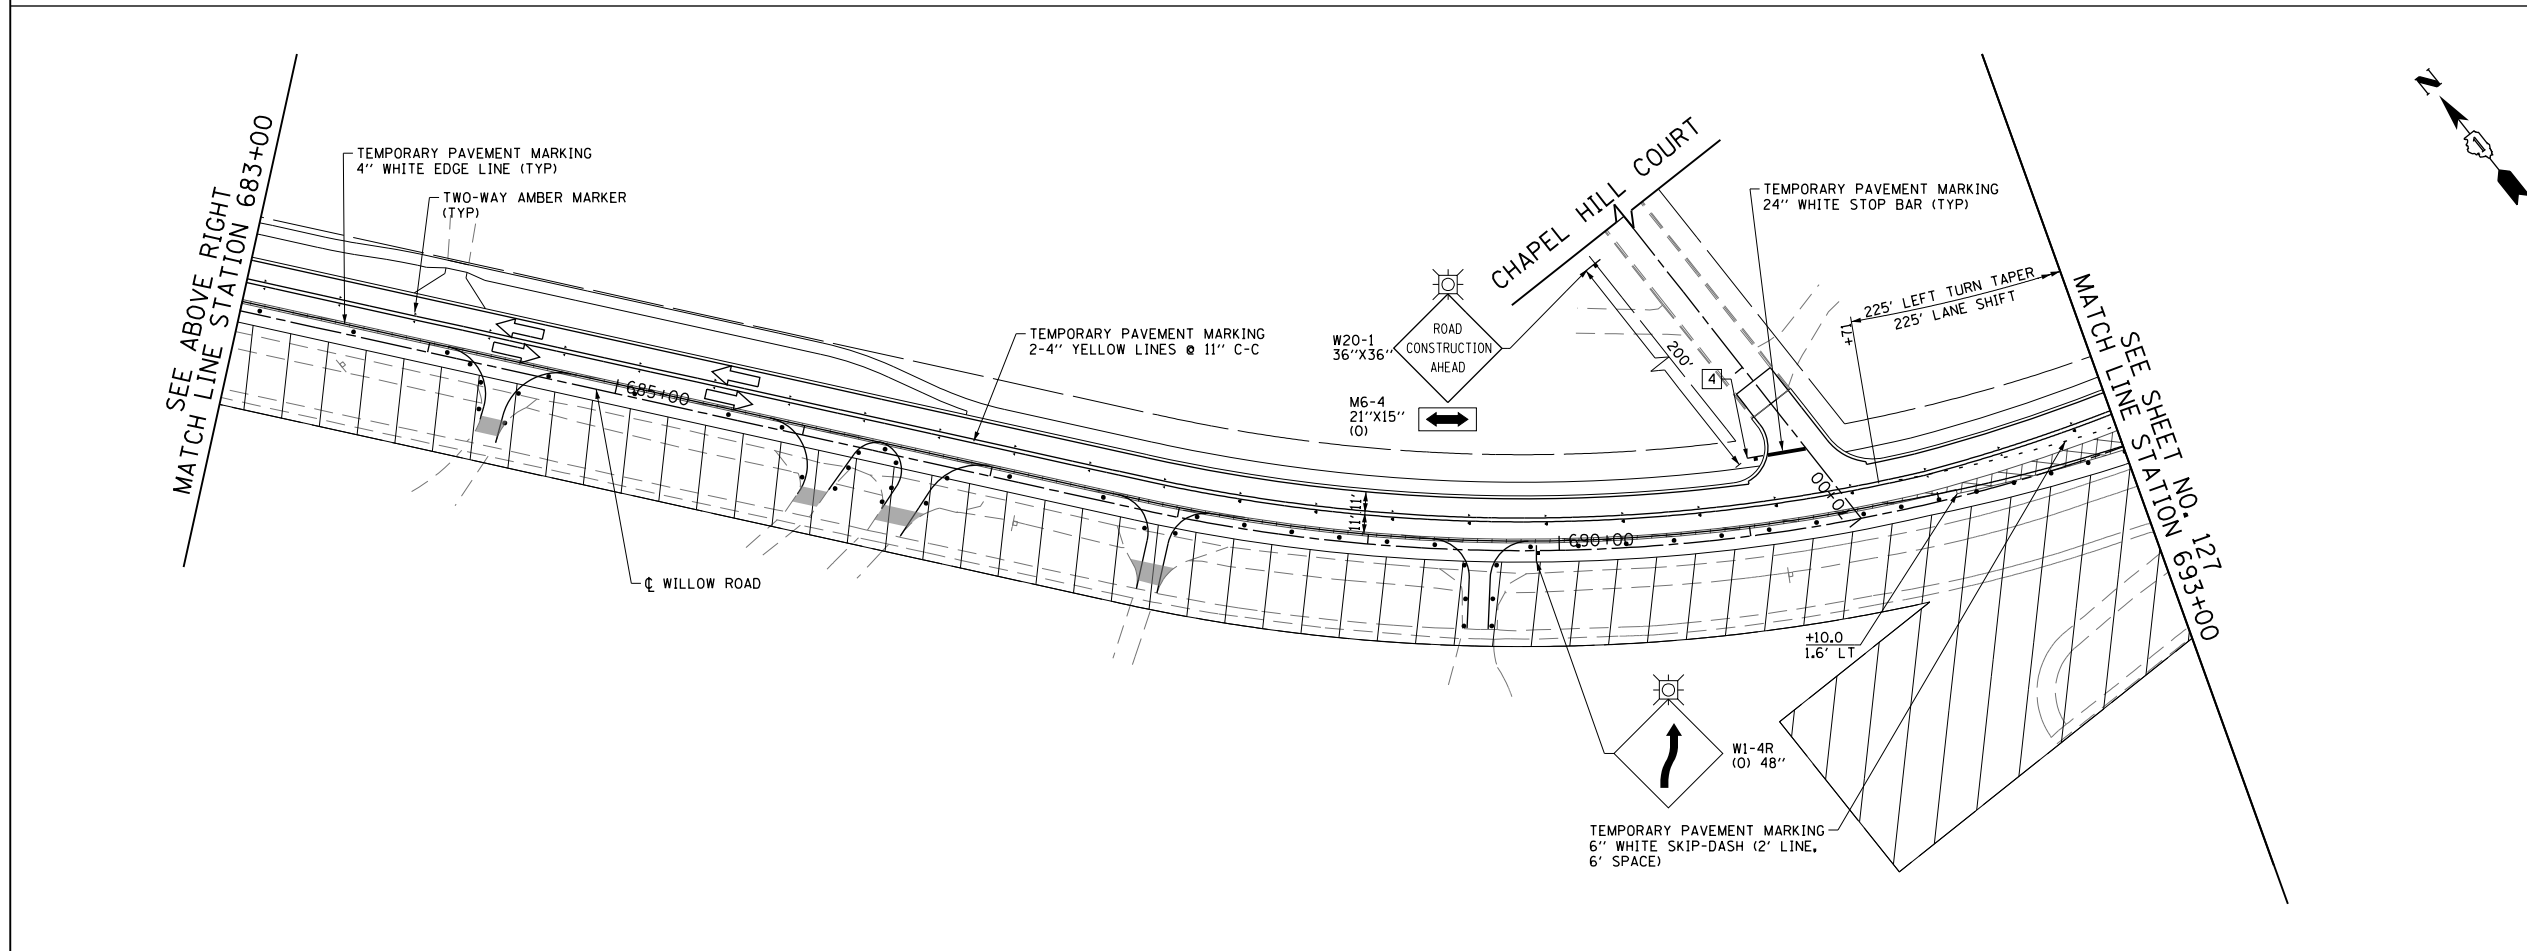 SEE ABOVE RIGHT
MATCH LINE STATION 683+00
TEMPORARY PAVEMENT MARKING
4" WHITE EDGE LINE (TYP)
TWO-WAY AMBER MARKER
(TYP)
685+00
℄ WILLOW ROAD
TEMPORARY PAVEMENT MARKING
2-4" YELLOW LINES @ 11" C-C
11'
11'
CHAPEL HILL COURT
W20-1
36"X36"
ROAD
CONSTRUCTION
AHEAD
M6-4
21"X15"
(O)
200'
4
TEMPORARY PAVEMENT MARKING
24" WHITE STOP BAR (TYP)
+71
225' LEFT TURN TAPER
225' LANE SHIFT
10+00
690+00
+10.0
1.6' LT
W1-4R
(O) 48"
TEMPORARY PAVEMENT MARKING
6" WHITE SKIP-DASH (2' LINE,
6' SPACE)
SEE SHEET NO. 127
MATCH LINE STATION 693+00
N
1